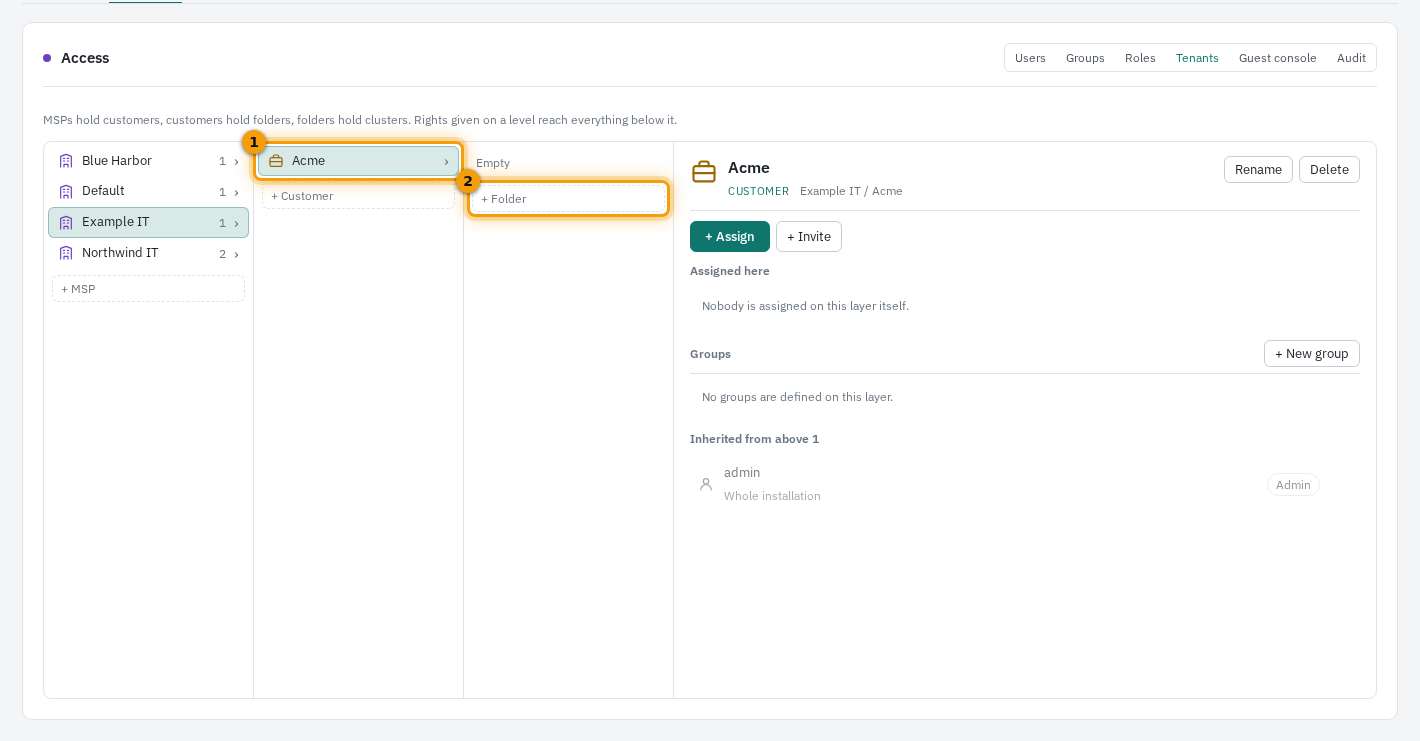 Access
Users Groups Roles Tenants Guest console Audit
MSPs hold customers, customers hold folders, folders hold clusters. Rights given on a level reach everything below it.
Blue Harbor 1 ›
Default 1 ›
Example IT 1 ›
Northwind IT 2 ›
+ MSP
1
Acme ›
+ Customer
2
Empty
+ Folder
Acme
CUSTOMER Example IT / Acme
Rename Delete
+ Assign + Invite
Assigned here
Nobody is assigned on this layer itself.
Groups + New group
No groups are defined on this layer.
Inherited from above 1
admin
Whole installation
Admin